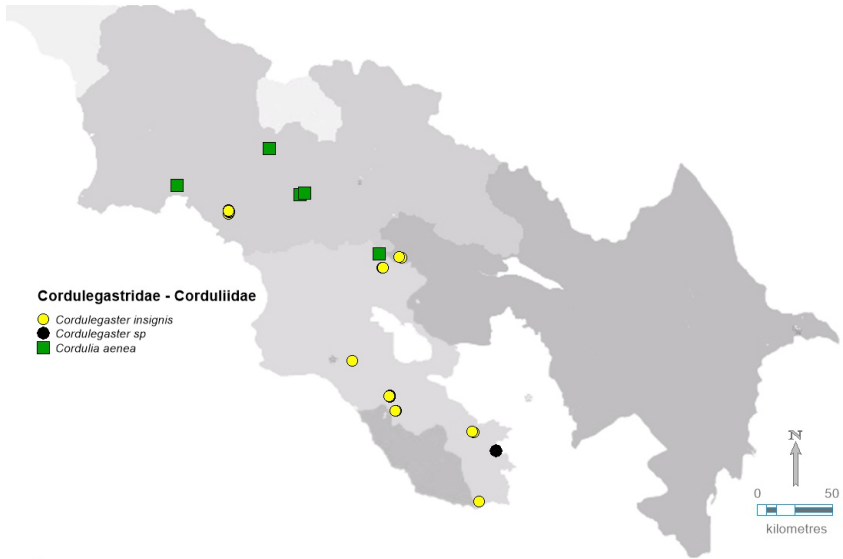 Cordulegastridae - Corduliidae
Cordulegaster insignis
Cordulegaster sp
Cordulia aenea
N
0 50
kilometres